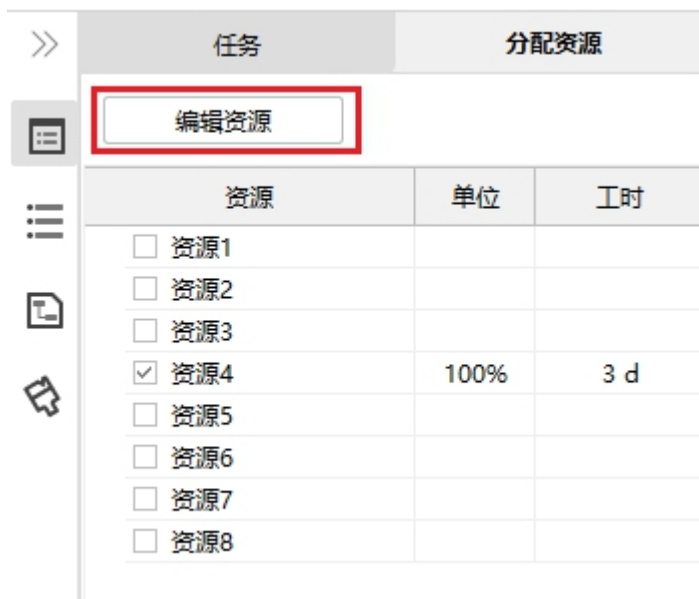 任务 分配资源
编辑资源
资源 单位 工时
资源1
资源2
资源3
资源4 100% 3 d
资源5
资源6
资源7
资源8